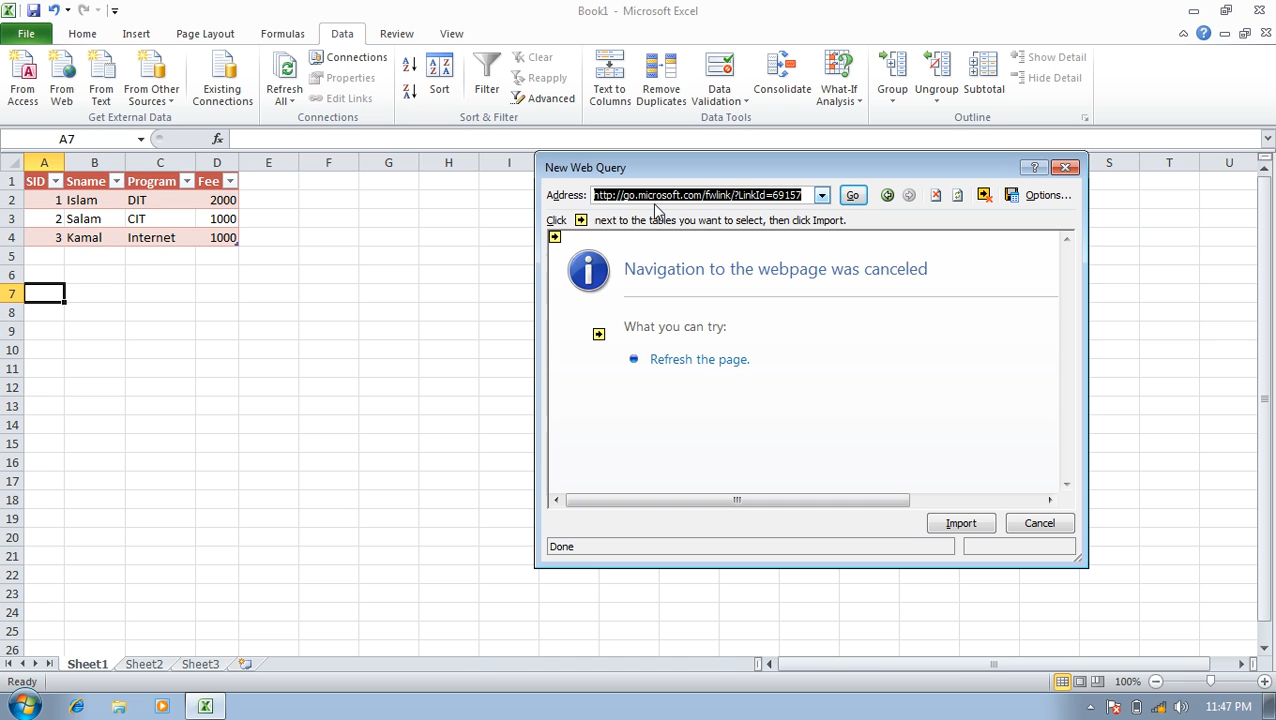 Book1 - Microsoft Excel
File Home Insert Page Layout Formulas Data Review View
From Access
From Web
From Text
From Other Sources
Existing Connections
Refresh All
Connections
Properties
Edit Links
Sort
Filter
Clear
Reapply
Advanced
Text to Columns
Remove Duplicates
Data Validation
Consolidate
What-If Analysis
Group
Ungroup
Subtotal
Show Detail
Hide Detail
Get External Data Connections Sort & Filter Data Tools Outline
A7 fx
A B C D E F G H I S T U
1 SID Sname Program Fee
2 1 Islam DIT 2000
3 2 Salam CIT 1000
4 3 Kamal Internet 1000
5
6
7
8
9
10
11
12
13
14
15
16
17
18
19
20
21
22
23
24
25
26
New Web Query
Address: http://go.microsoft.com/fwlink/?LinkId=69157 Go Options...
Click next to the tables you want to select, then click Import.
Navigation to the webpage was canceled
What you can try:
Refresh the page.
Import Cancel
Done
Sheet1 Sheet2 Sheet3
Ready 100%
11:47 PM